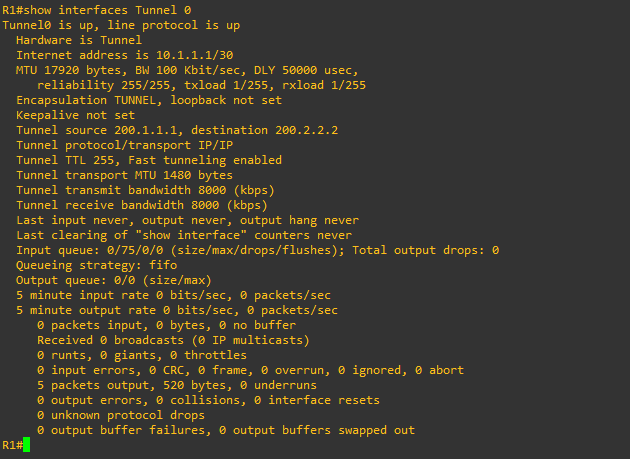 R1#show interfaces Tunnel 0
Tunnel0 is up, line protocol is up
  Hardware is Tunnel
  Internet address is 10.1.1.1/30
  MTU 17920 bytes, BW 100 Kbit/sec, DLY 50000 usec,
     reliability 255/255, txload 1/255, rxload 1/255
  Encapsulation TUNNEL, loopback not set
  Keepalive not set
  Tunnel source 200.1.1.1, destination 200.2.2.2
  Tunnel protocol/transport IP/IP
  Tunnel TTL 255, Fast tunneling enabled
  Tunnel transport MTU 1480 bytes
  Tunnel transmit bandwidth 8000 (kbps)
  Tunnel receive bandwidth 8000 (kbps)
  Last input never, output never, output hang never
  Last clearing of "show interface" counters never
  Input queue: 0/75/0/0 (size/max/drops/flushes); Total output drops: 0
  Queueing strategy: fifo
  Output queue: 0/0 (size/max)
  5 minute input rate 0 bits/sec, 0 packets/sec
  5 minute output rate 0 bits/sec, 0 packets/sec
     0 packets input, 0 bytes, 0 no buffer
     Received 0 broadcasts (0 IP multicasts)
     0 runts, 0 giants, 0 throttles
     0 input errors, 0 CRC, 0 frame, 0 overrun, 0 ignored, 0 abort
     5 packets output, 520 bytes, 0 underruns
     0 output errors, 0 collisions, 0 interface resets
     0 unknown protocol drops
     0 output buffer failures, 0 output buffers swapped out
R1#